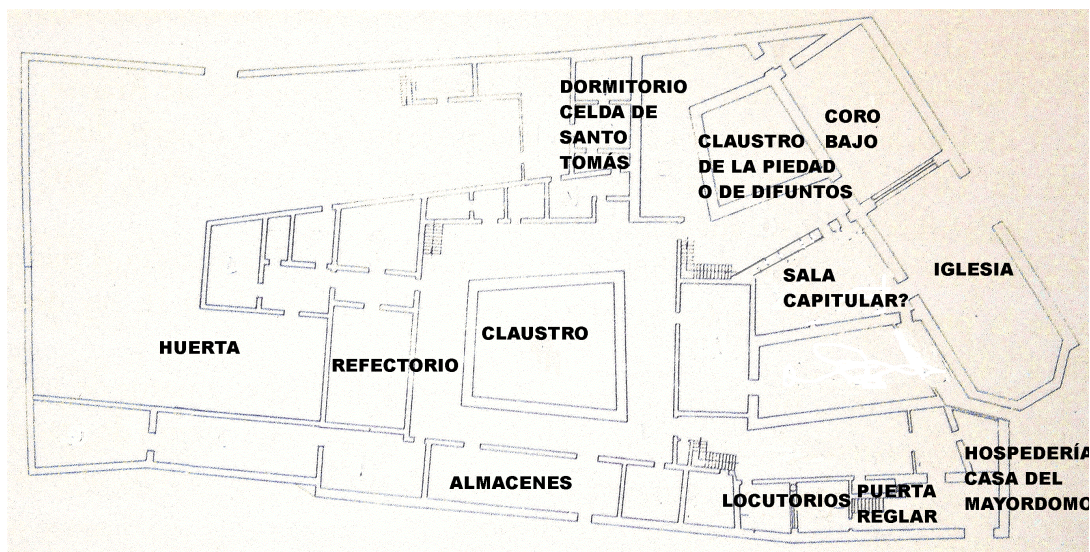 DORMITORIO
CELDA DE
SANTO
TOMÁS
CLAUSTRO
DE LA PIEDAD
O DE DIFUNTOS
CORO
BAJO
SALA
CAPITULAR?
IGLESIA
HUERTA
REFECTORIO
CLAUSTRO
ALMACENES
LOCUTORIOS
PUERTA
REGLAR
HOSPEDERÍA
CASA DEL
MAYORDOMO